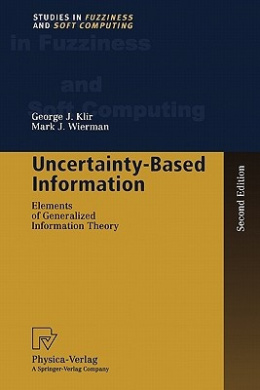 STUDIES IN FUZZINESS
AND SOFT COMPUTING
in Fuzziness
and
Soft Computing
George J. Klir
Mark J. Wierman
Uncertainty-Based
Information
Elements
of Generalized
Information Theory
Second Edition
Physica-Verlag
A Springer-Verlag Company